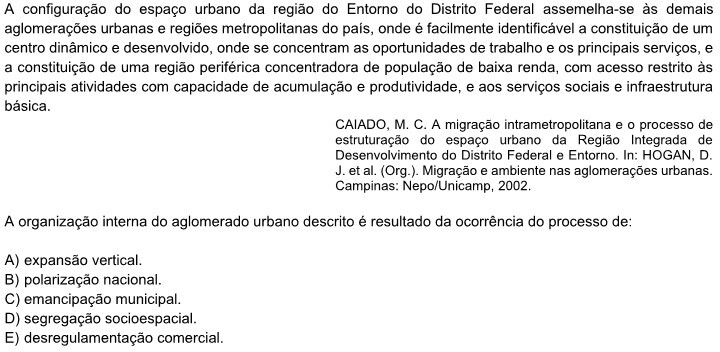 A configuração do espaço urbano da região do Entorno do Distrito Federal assemelha-se às demais
aglomerações urbanas e regiões metropolitanas do país, onde é facilmente identificável a constituição de um
centro dinâmico e desenvolvido, onde se concentram as oportunidades de trabalho e os principais serviços, e
a constituição de uma região periférica concentradora de população de baixa renda, com acesso restrito às
principais atividades com capacidade de acumulação e produtividade, e aos serviços sociais e infraestrutura
básica.
CAIADO, M. C. A migração intrametropolitana e o processo de
estruturação do espaço urbano da Região Integrada de
Desenvolvimento do Distrito Federal e Entorno. In: HOGAN, D.
J. et al. (Org.). Migração e ambiente nas aglomerações urbanas.
Campinas: Nepo/Unicamp, 2002.
A organização interna do aglomerado urbano descrito é resultado da ocorrência do processo de:
A) expansão vertical.
B) polarização nacional.
C) emancipação municipal.
D) segregação socioespacial.
E) desregulamentação comercial.